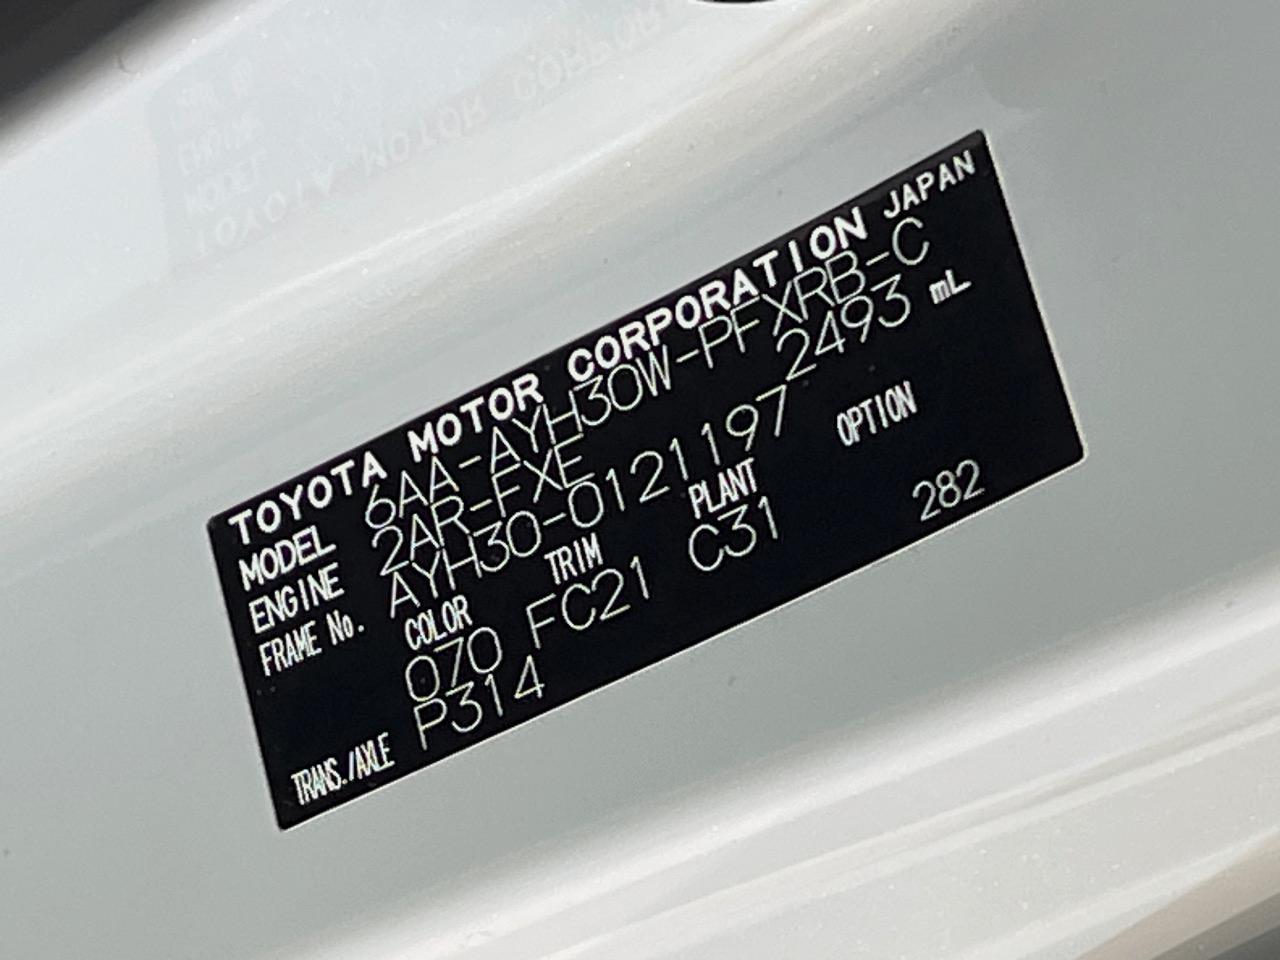 TOYOTA MOTOR CORPORATION JAPAN
MODEL 6AA-AYH30W-PFXRB-C
ENGINE 2AR-FXE 2493 mL
FRAME No. AYH30-0121197
COLOR TRIM PLANT OPTION
070 FC21 C31 282
TRANS./AXLE P314